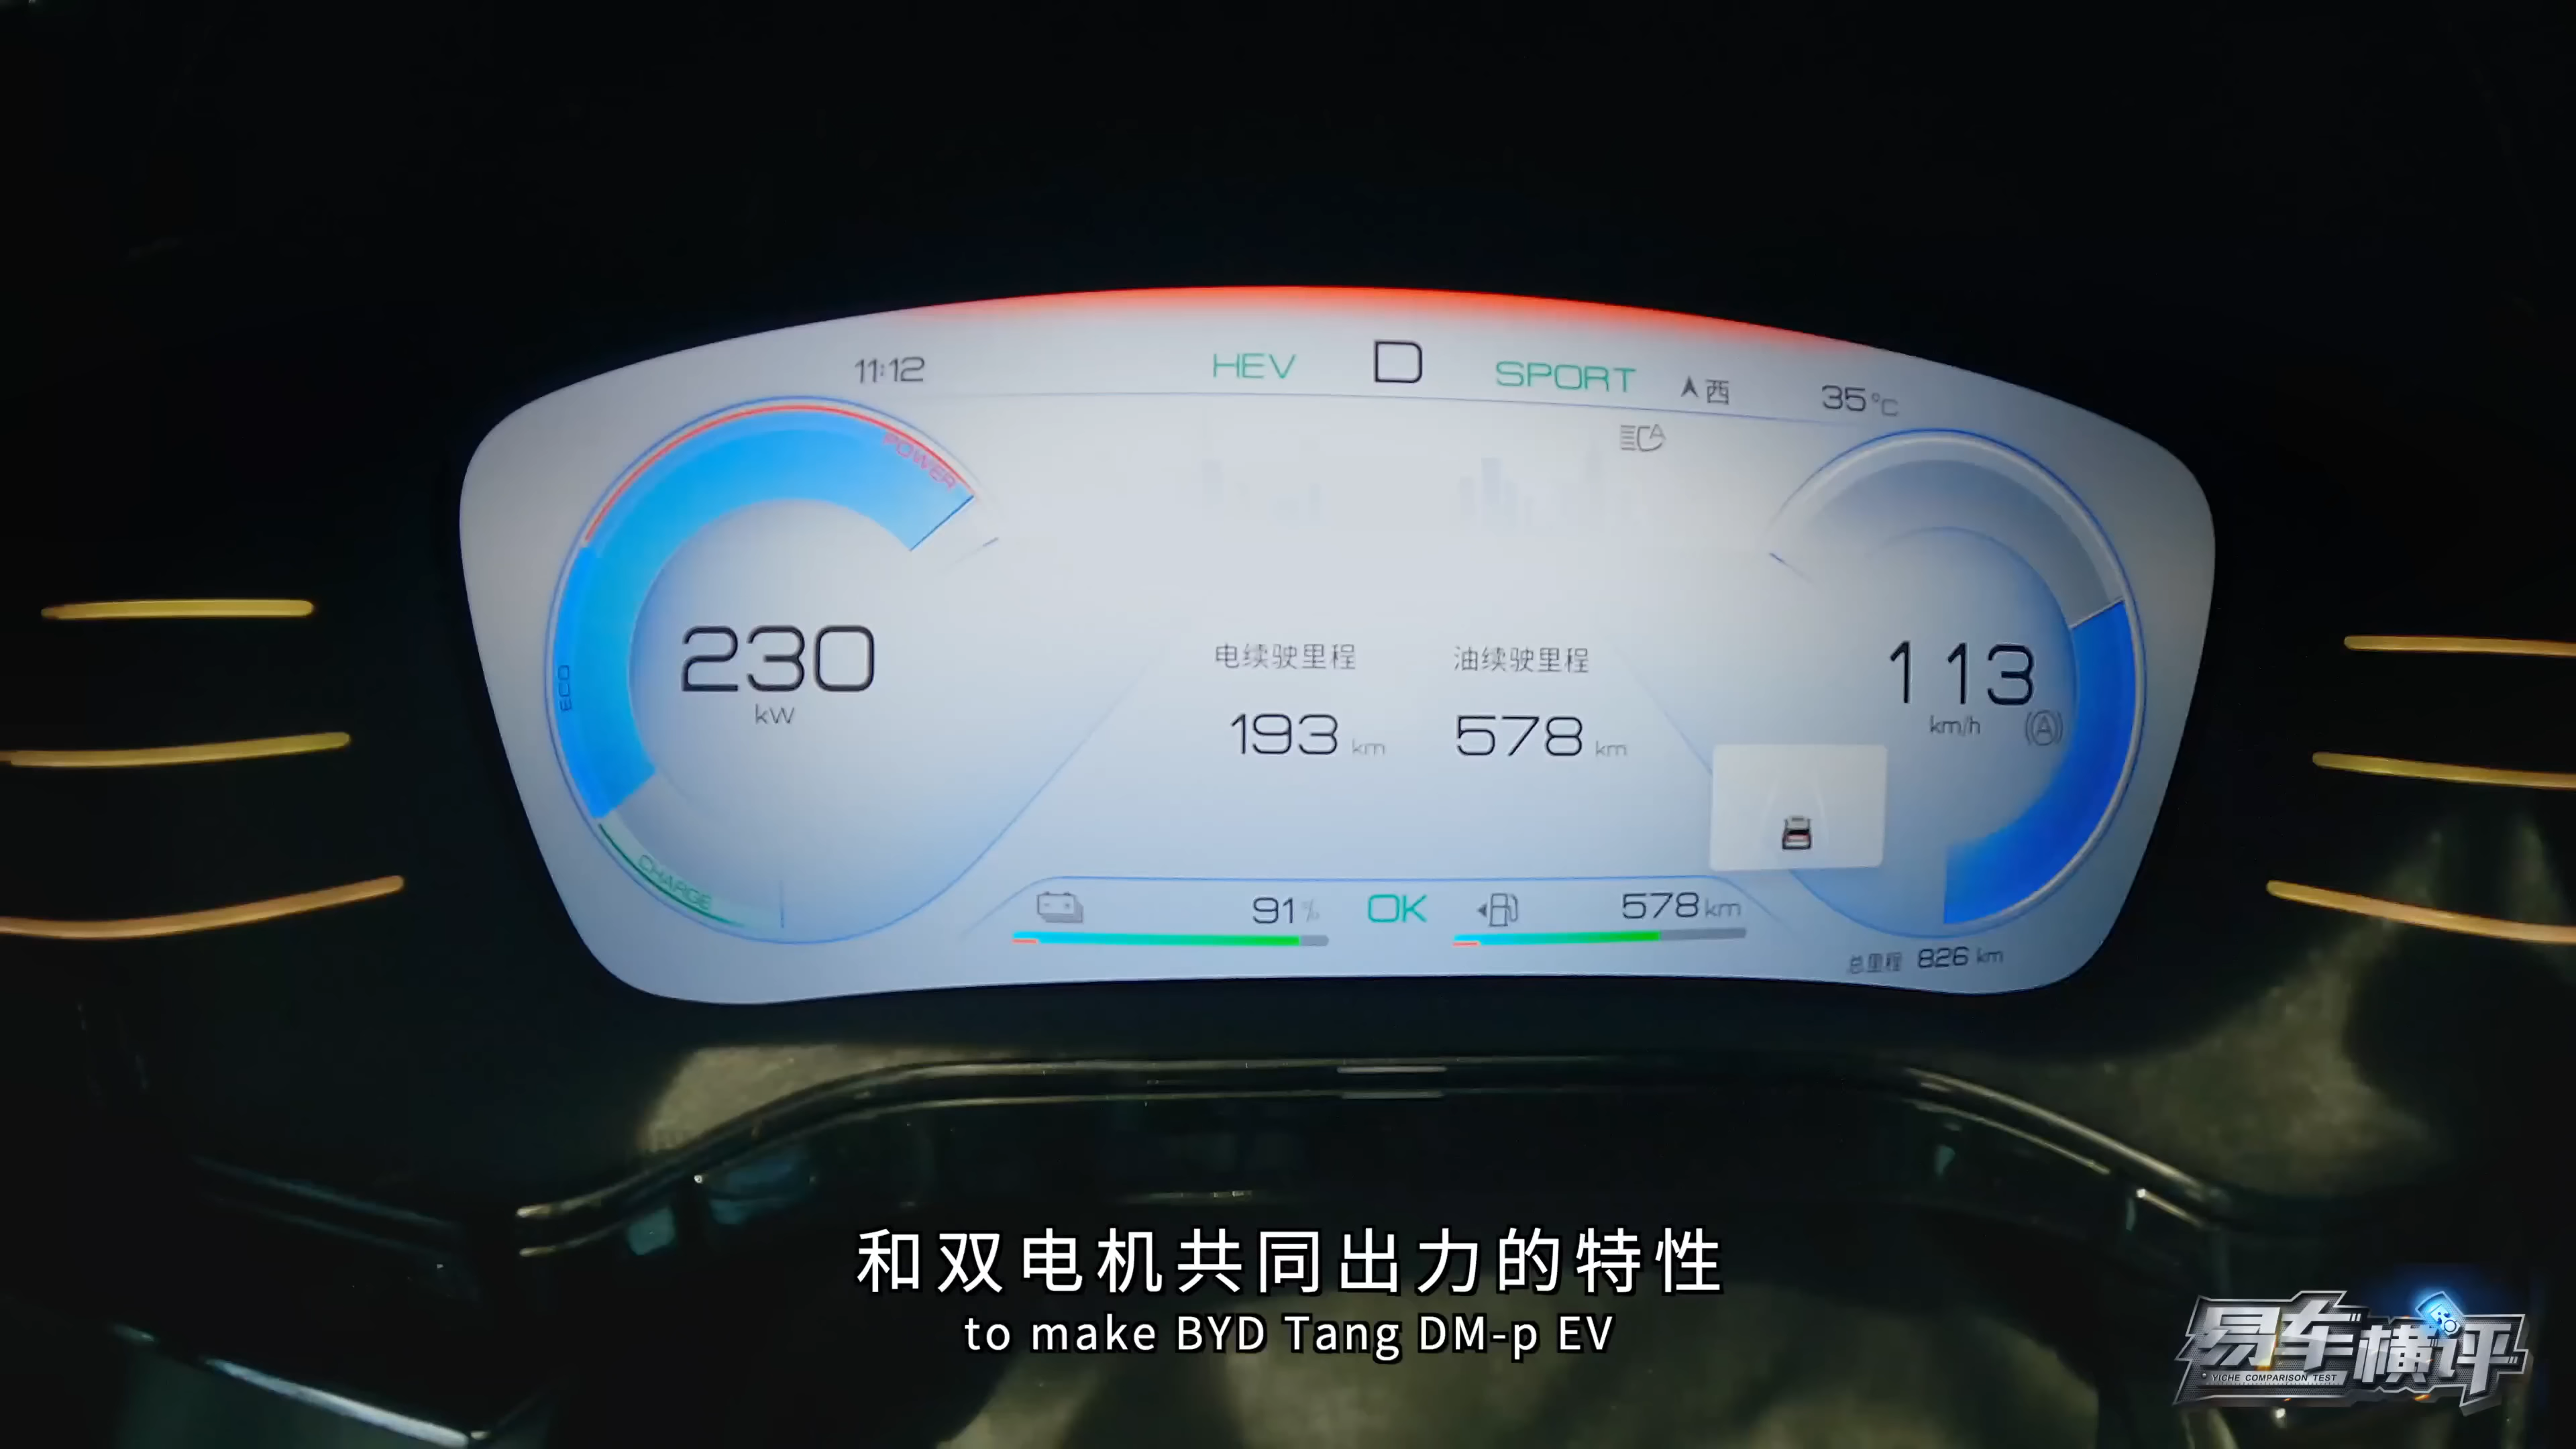 11:12
HEV
D
SPORT
西
35°C
POWER
ECO
CHARGE
230
kW
电续驶里程
193 km
油续驶里程
578 km
113
km/h
A
91%
OK
578 km
总里程 826 km
和双电机共同出力的特性
to make BYD Tang DM-p EV
易车横评
YICHE COMPARISON TEST